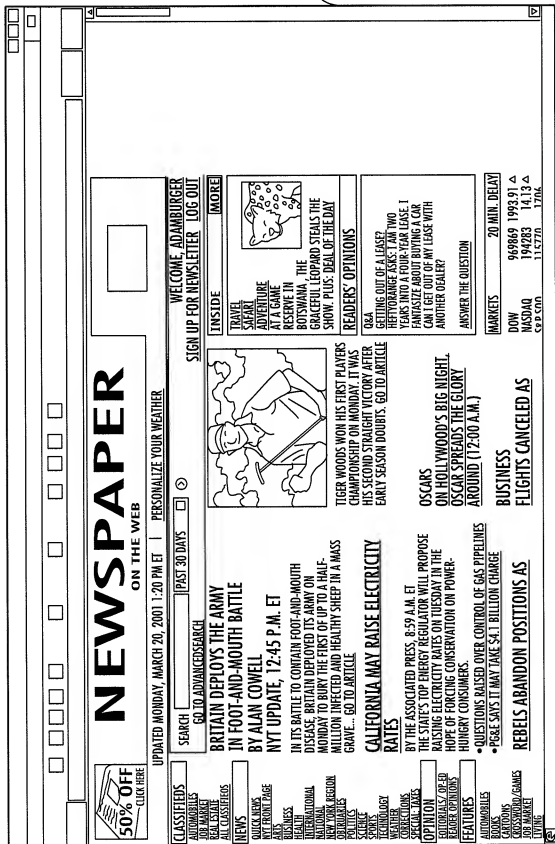 50% OFF
CLICK HERE
NEWSPAPER
ON THE WEB
UPDATED MONDAY, MARCH 20, 2001 1:20 PM ET | PERSONALIZE YOUR WEATHER
SEARCH PAST 30 DAYS
GO TO ADVANCEDSEARCH
WELCOME, ADAMBURGER
SIGN UP FOR NEWSLETTER LOG OUT
CLASSIFIEDS
AUTOMOBILES
JOB MARKET
REAL ESTATE
ALL CLASSIFIEDS
NEWS
QUICK NEWS
NYT FRONT PAGE
ARTS
BUSINESS
HEALTH
INTERNATIONAL
NATIONAL
NEW YORK REGION
OBITUARIES
POLITICS
SCIENCE
SPORTS
TECHNOLOGY
WEATHER
CORRECTIONS
SPECIAL: TAXES
OPINION
EDITORIALS/OP-ED
READER OPINIONS
FEATURES
AUTOMOBILES
BOOKS
CARTOONS
CROSSWORD/GAMES
JOB MARKET
BRITAIN DEPLOYS THE ARMY
IN FOOT-AND-MOUTH BATTLE
BY ALAN COWELL
NYT UPDATE, 12:45 P.M. ET
IN ITS BATTLE TO CONTAIN FOOT-AND-MOUTH
DISEASE, BRITAIN DEPLOYED ITS ARMY ON
MONDAY TO BURY THE FIRST OF UP TO A HALF-
MILLION INFECTED AND HEALTHY SHEEP IN A MASS
GRAVE... GO TO ARTICLE
CALIFORNIA MAY RAISE ELECTRICITY
RATES
BY THE ASSOCIATED PRESS, 8:59 A.M. ET
THE STATE'S TOP ENERGY REGULATOR WILL PROPOSE
RAISING ELECTRICITY RATES ON TUESDAY IN THE
HOPE OF FORCING CONSERVATION ON POWER-
HUNGRY CONSUMERS.
•QUESTIONS RAISED OVER CONTROL OF GAS PIPELINES
•PG&E SAYS IT MAY TAKE $4.1 BILLION CHARGE
REBELS ABANDON POSITIONS AS
TIGER WOODS WON HIS FIRST PLAYERS
CHAMPIONSHIP ON MONDAY. IT WAS
HIS SECOND STRAIGHT VICTORY AFTER
EARLY SEASON DOUBTS. GO TO ARTICLE
OSCARS
ON HOLLYWOOD'S BIG NIGHT,
OSCAR SPREADS THE GLORY
AROUND (12:00 A.M.)
BUSINESS
FLIGHTS CANCELED AS
INSIDE MORE
TRAVEL
SAFARI
ADVENTURE
AT A GAME
RESERVE IN
BOTSWANA , THE
GRACEFUL LEOPARD STEALS THE
SHOW. PLUS: DEAL OF THE DAY
READERS' OPINIONS
Q&A
GETTING OUT OF A LEASE?
HEFTYORANGE ASKS: I AM TWO
YEARS INTO A FOUR-YEAR LEASE. I
FANTASIZE ABOUT BUYING A CAR
CAN I GET OUT OF MY LEASE WITH
ANOTHER DEALER?
ANSWER THE QUESTION
MARKETS 20 MIN. DELAY
DOW 969869 1993.91
NASDAQ 194283 14.13
S&P 500 115770 1706